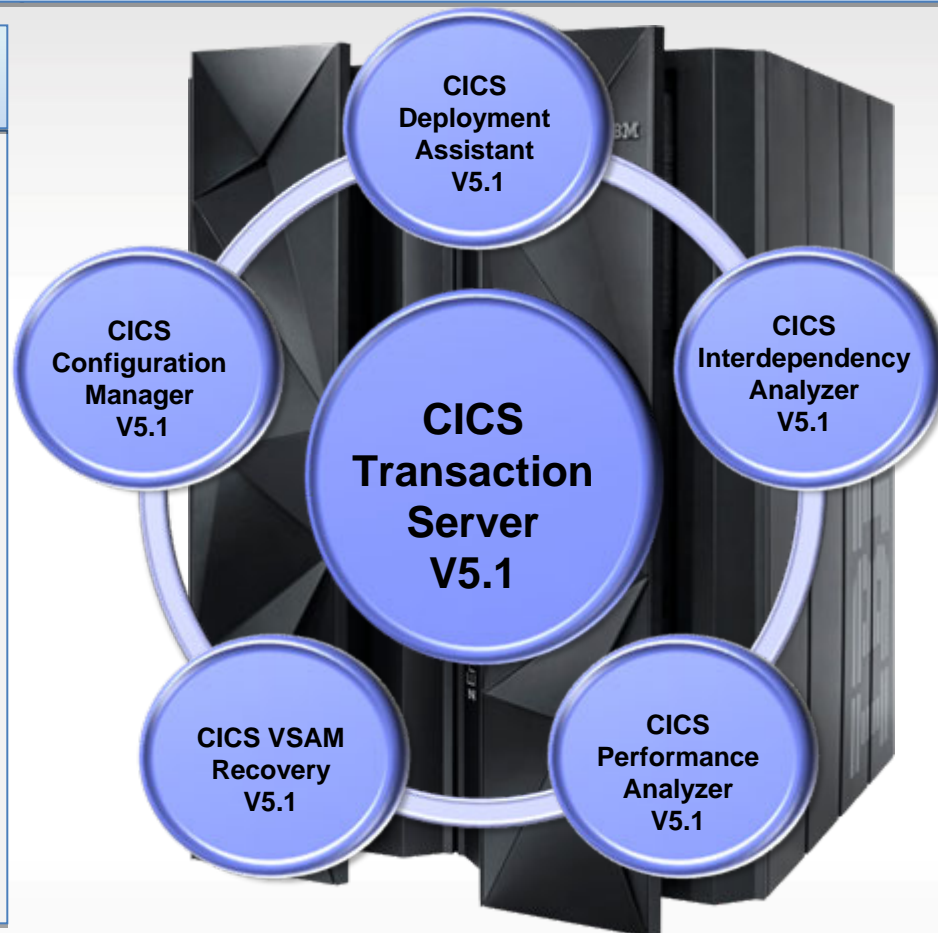 CICS
Deployment
Assistant
V5.1
CICS
Configuration
Manager
V5.1
CICS
Interdependency
Analyzer
V5.1
CICS
Transaction
Server
V5.1
CICS VSAM
Recovery
V5.1
CICS
Performance
Analyzer
V5.1